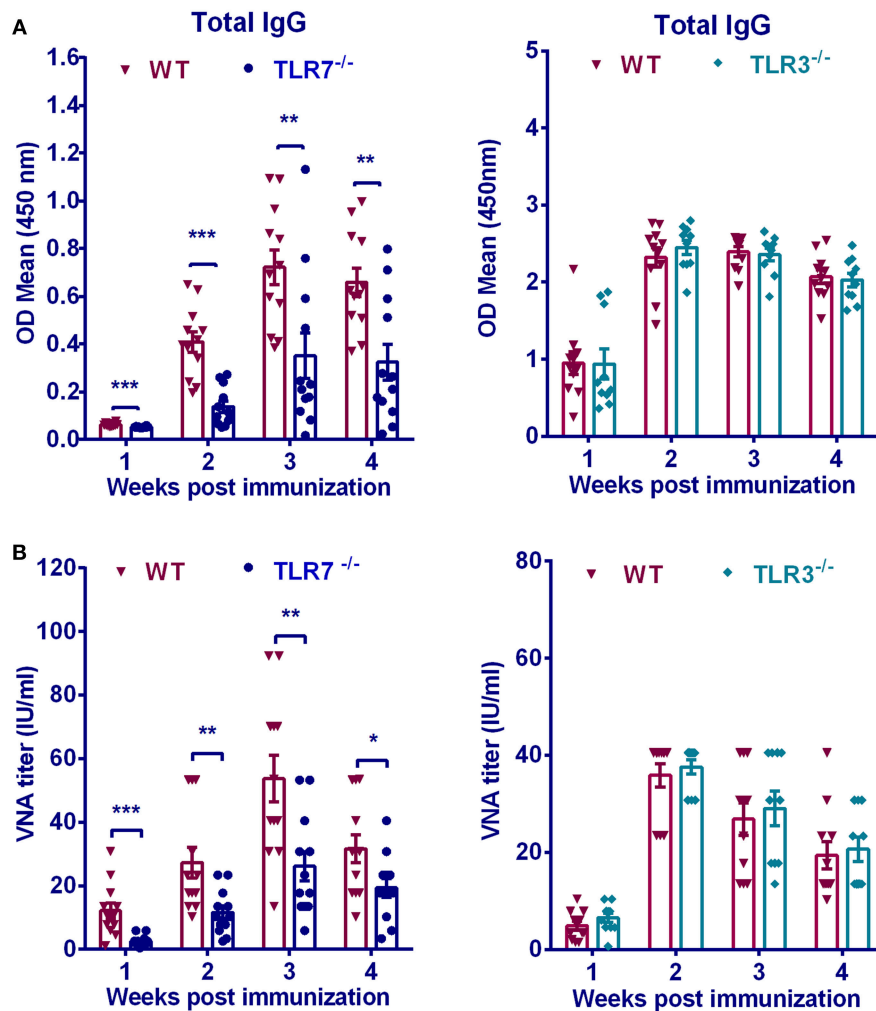 A
Total IgG
WT
TLR7-/-
OD Mean (450 nm)
1.6
1.4
1.2
1.0
0.8
0.6
0.4
0.2
0.0
***
***
**
**
1 2 3 4
Weeks post immunization
Total IgG
WT
TLR3-/-
OD Mean (450nm)
5
4
3
2
1
0
1 2 3 4
Weeks post immunization
B
WT
TLR7 -/-
VNA titer (IU/ml)
120
100
80
60
40
20
0
***
**
**
*
1 2 3 4
Weeks post immunization
WT
TLR3-/-
VNA titer (IU/ml)
80
60
40
20
0
1 2 3 4
Weeks post immunization